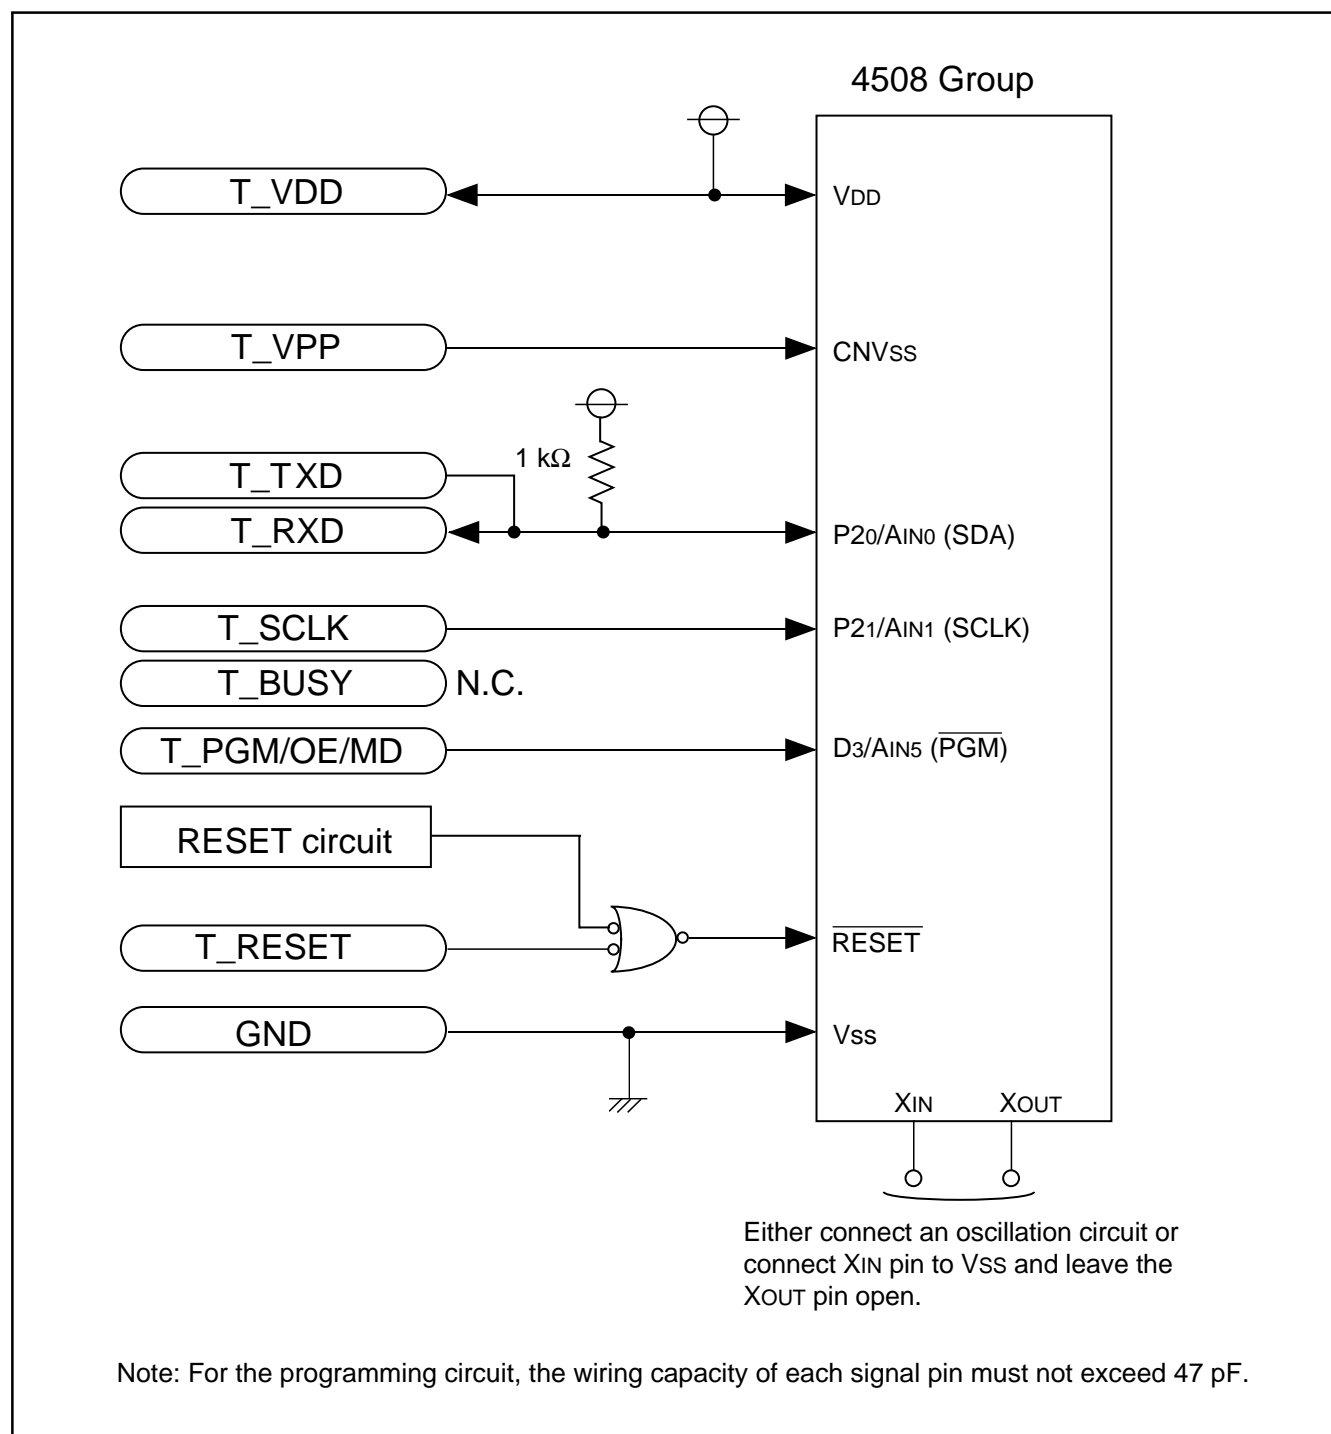 4508 Group
T_VDD
VDD
T_VPP
CNVSS
1 kΩ
T_TXD
T_RXD
P20/AIN0 (SDA)
T_SCLK
P21/AIN1 (SCLK)
T_BUSY N.C.
T_PGM/OE/MD
D3/AIN5 (P̅G̅M̅)
RESET circuit
T_RESET
R̅E̅S̅E̅T̅
GND
Vss
XIN XOUT
Either connect an oscillation circuit or
connect XIN pin to VSS and leave the
XOUT pin open.
Note: For the programming circuit, the wiring capacity of each signal pin must not exceed 47 pF.